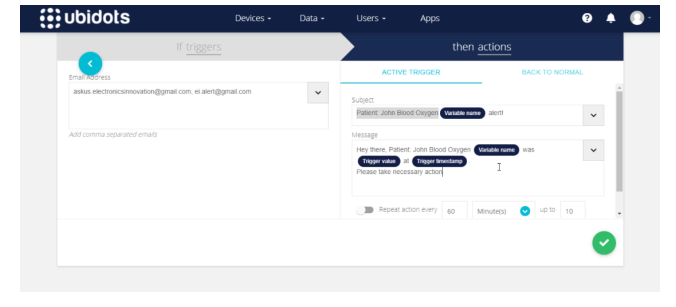 ubidots Devices Data Users Apps
If triggers then actions
Email Address
askus.electronicsinnovation@gmail.com, ei.alert@gmail.com
Add comma separated emails
ACTIVE TRIGGER BACK TO NORMAL
Subject
Patient: John Blood Oxygen Variable name alert!
Message
Hey there, Patient: John Blood Oxygen Variable name was
Trigger value at Trigger timestamp
Please take necessary action
Repeat action every 60 Minute(s) up to 10